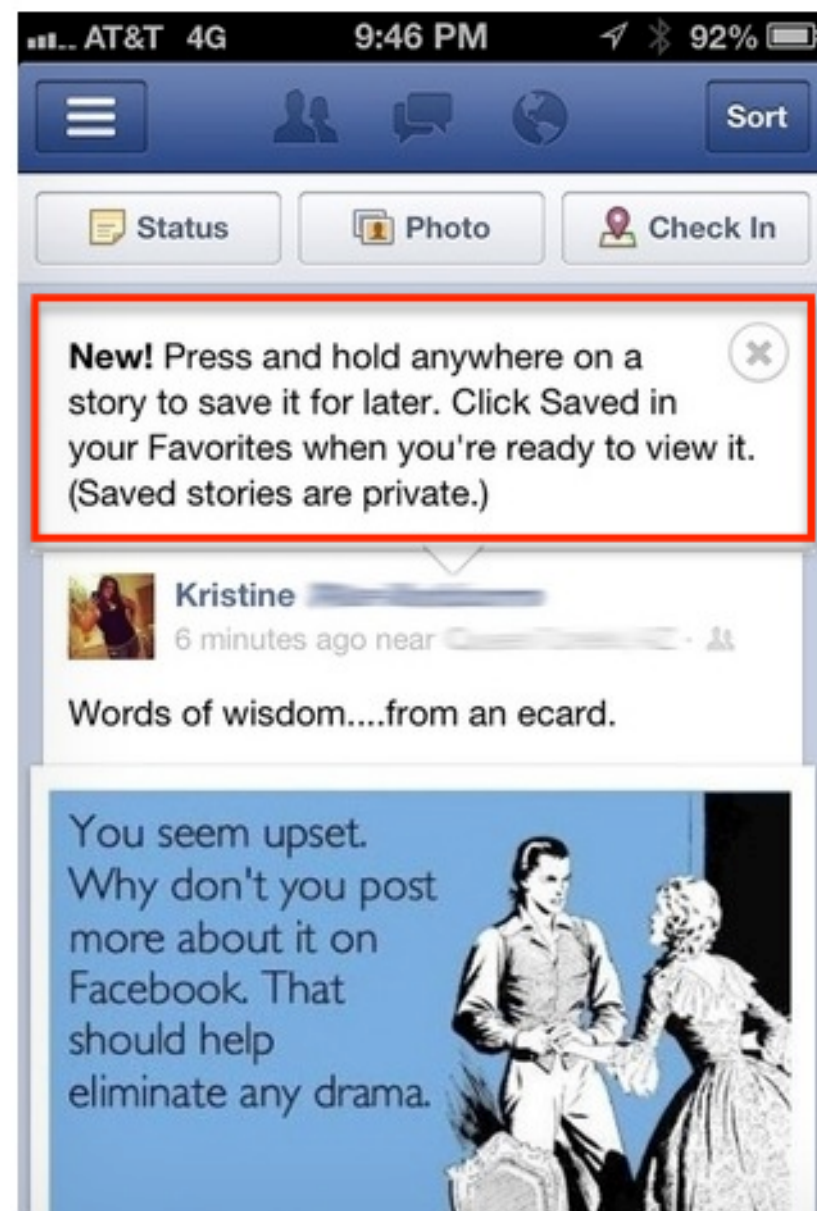 AT&T 4G 9:46 PM 92%
Sort
Status Photo Check In
New! Press and hold anywhere on a
story to save it for later. Click Saved in
your Favorites when you're ready to view it.
(Saved stories are private.)
Kristine
6 minutes ago near
Words of wisdom....from an ecard.
You seem upset.
Why don't you post
more about it on
Facebook. That
should help
eliminate any drama.